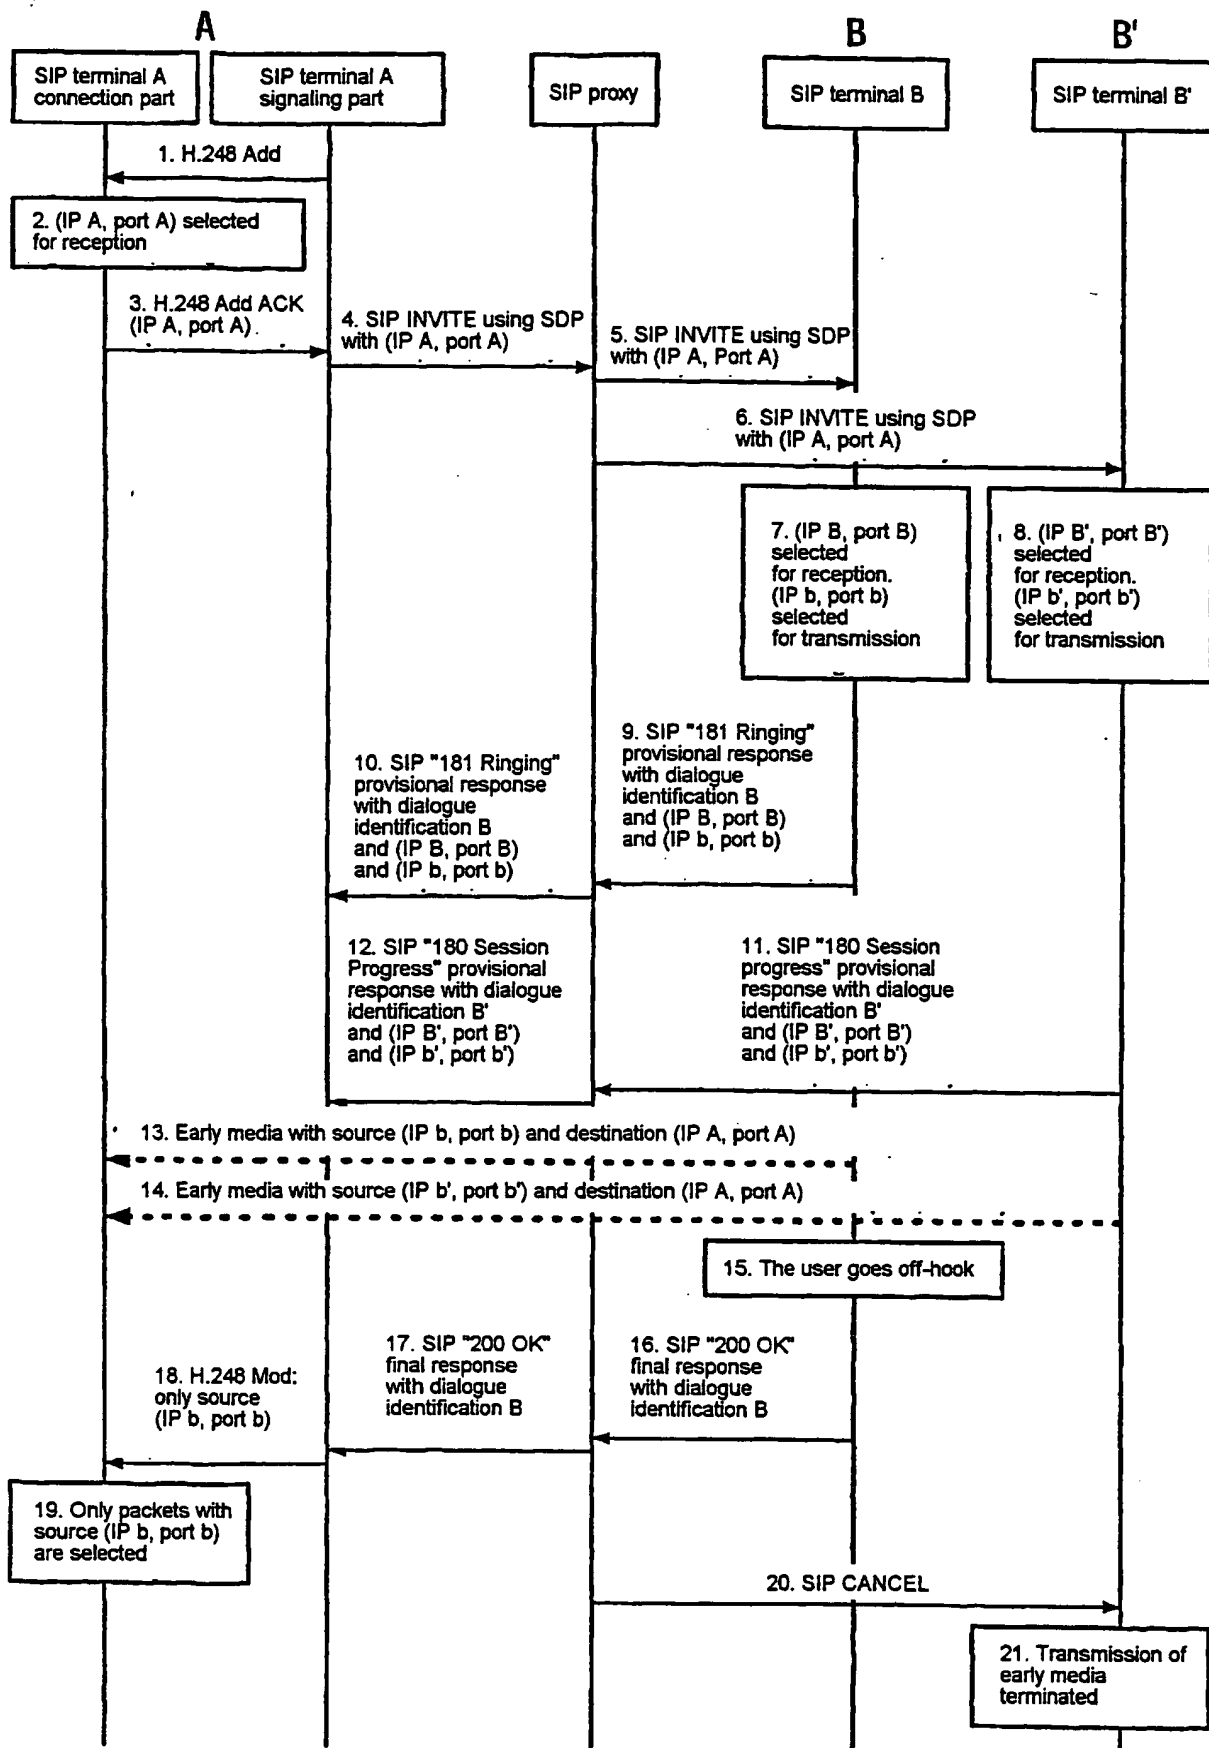 A
B
B'
SIP terminal A
connection part
SIP terminal A
signaling part
SIP proxy
SIP terminal B
SIP terminal B'
1. H.248 Add
2. (IP A, port A) selected
for reception
3. H.248 Add ACK
(IP A, port A)
4. SIP INVITE using SDP
with (IP A, port A)
5. SIP INVITE using SDP
with (IP A, Port A)
6. SIP INVITE using SDP
with (IP A, port A)
7. (IP B, port B)
selected
for reception.
(IP b, port b)
selected
for transmission
8. (IP B', port B')
selected
for reception.
(IP b', port b')
selected
for transmission
9. SIP "181 Ringing"
provisional response
with dialogue
identification B
and (IP B, port B)
and (IP b, port b)
10. SIP "181 Ringing"
provisional response
with dialogue
identification B
and (IP B, port B)
and (IP b, port b)
11. SIP "180 Session
progress" provisional
response with dialogue
identification B'
and (IP B', port B')
and (IP b', port b')
12. SIP "180 Session
Progress" provisional
response with dialogue
identification B'
and (IP B', port B')
and (IP b', port b')
13. Early media with source (IP b, port b) and destination (IP A, port A)
14. Early media with source (IP b', port b') and destination (IP A, port A)
15. The user goes off-hook
16. SIP "200 OK"
final response
with dialogue
identification B
17. SIP "200 OK"
final response
with dialogue
identification B
18. H.248 Mod:
only source
(IP b, port b)
19. Only packets with
source (IP b, port b)
are selected
20. SIP CANCEL
21. Transmission of
early media
terminated